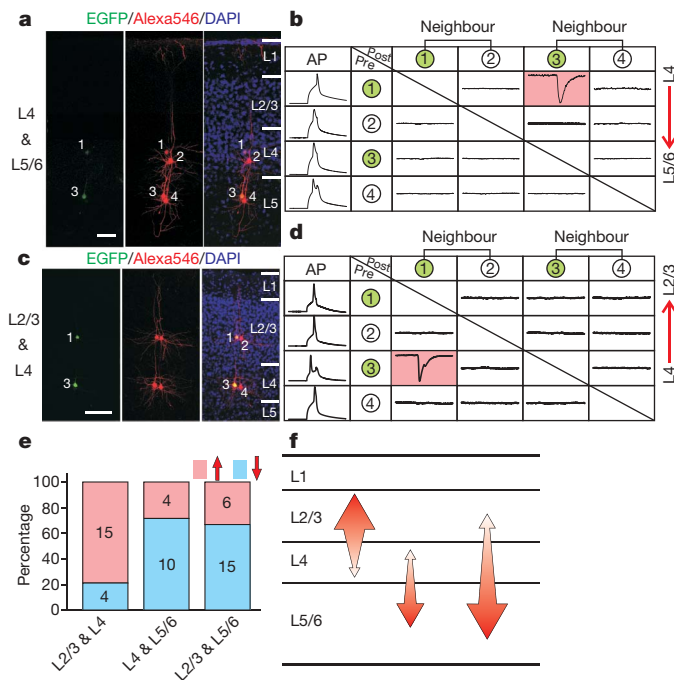 a
EGFP/Alexa546/DAPI
L4
&
L5/6
1
2
3
4
1
2
3
4
L1
L2/3
L4
L5
b
Neighbour
Neighbour
AP
Post
Pre
1
2
3
4
1
2
3
4
L4
L5/6
c
EGFP/Alexa546/DAPI
L2/3
&
L4
1
3
1
2
3
4
L1
L2/3
L4
L5
d
Neighbour
Neighbour
AP
Post
Pre
1
2
3
4
1
2
3
4
L2/3
L4
e
Percentage
100
80
60
40
20
0
15
4
4
10
6
15
L2/3 & L4
L4 & L5/6
L2/3 & L5/6
f
L1
L2/3
L4
L5/6